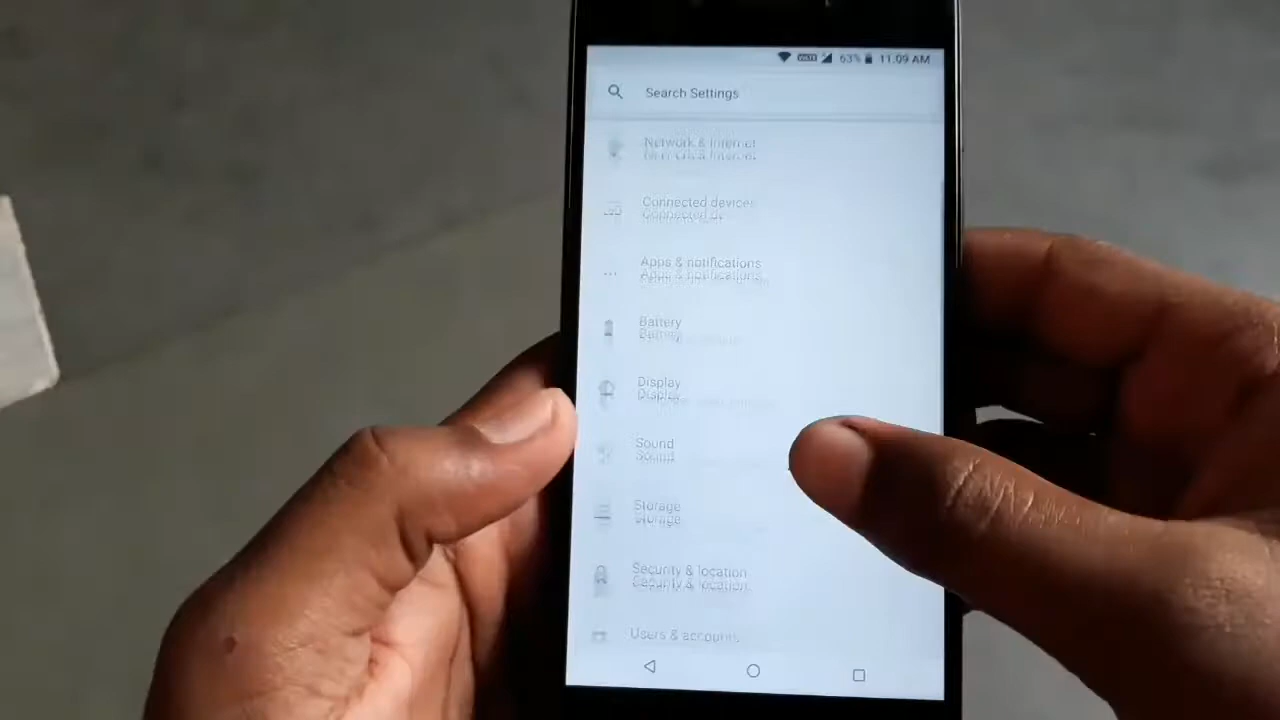 VoLTE 63% 11.09 AM
Search Settings
Network & Internet
Connected devices
Apps & notifications
Battery
Display
Sound
Storage
Security & location
Users & accounts